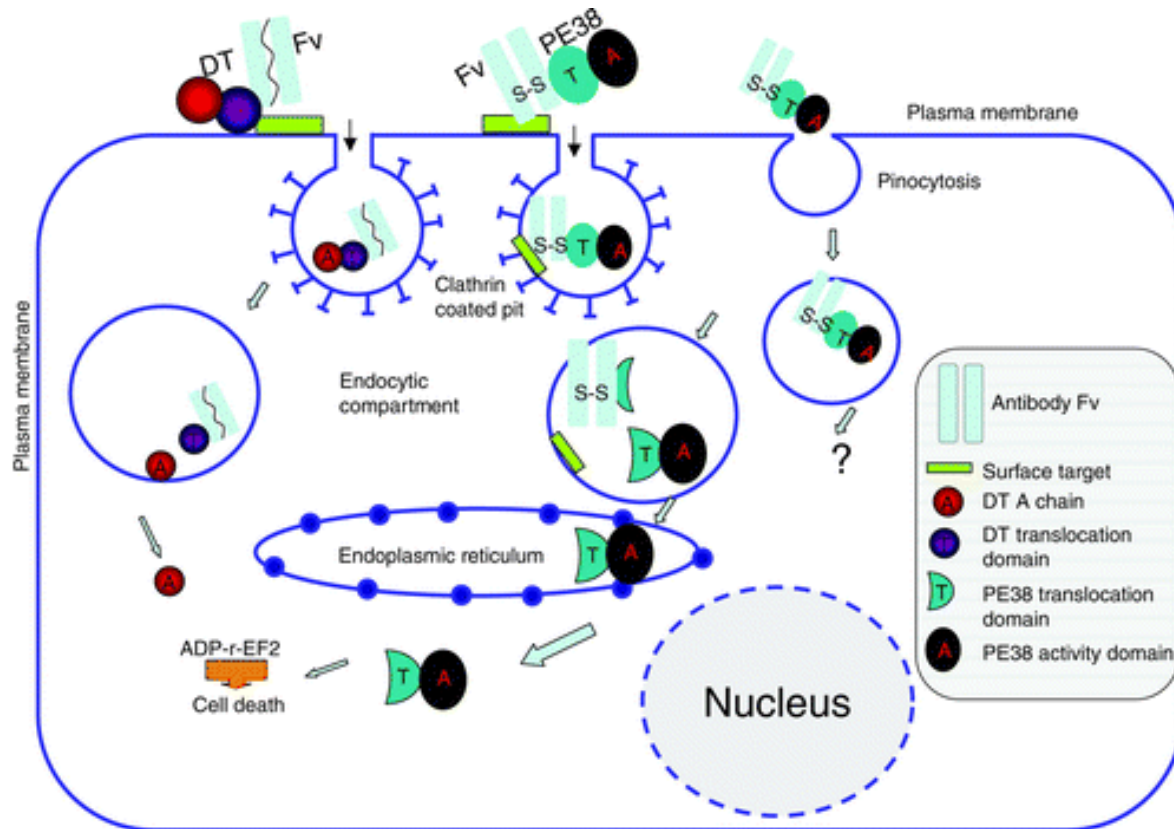 DT
Fv
Fv
PE38
S-S
T
A
S-S
T
A
Plasma membrane
Pinocytosis
A
S-S
T
A
Clathrin
coated pit
S-S
T
A
Plasma membrane
Endocytic
compartment
S-S
T
A
A
?
Endoplasmic reticulum
T
A
A
ADP-r-EF2
Cell death
T
A
Nucleus
Antibody Fv
Surface target
A
DT A chain
DT translocation
domain
T
PE38 translocation
domain
A
PE38 activity domain